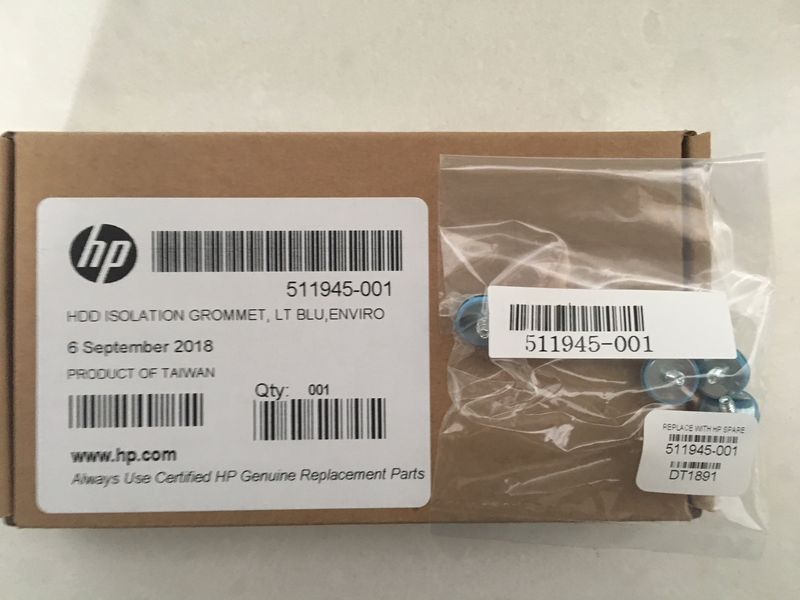 hp
511945-001
HDD ISOLATION GROMMET, LT BLU,ENVIRO
6 September 2018
PRODUCT OF TAIWAN
Qty: 001
www.hp.com
Always Use Certified HP Genuine Replacement Parts
511945-001
REPLACE WITH HP SPARE
511945-001
DT1891